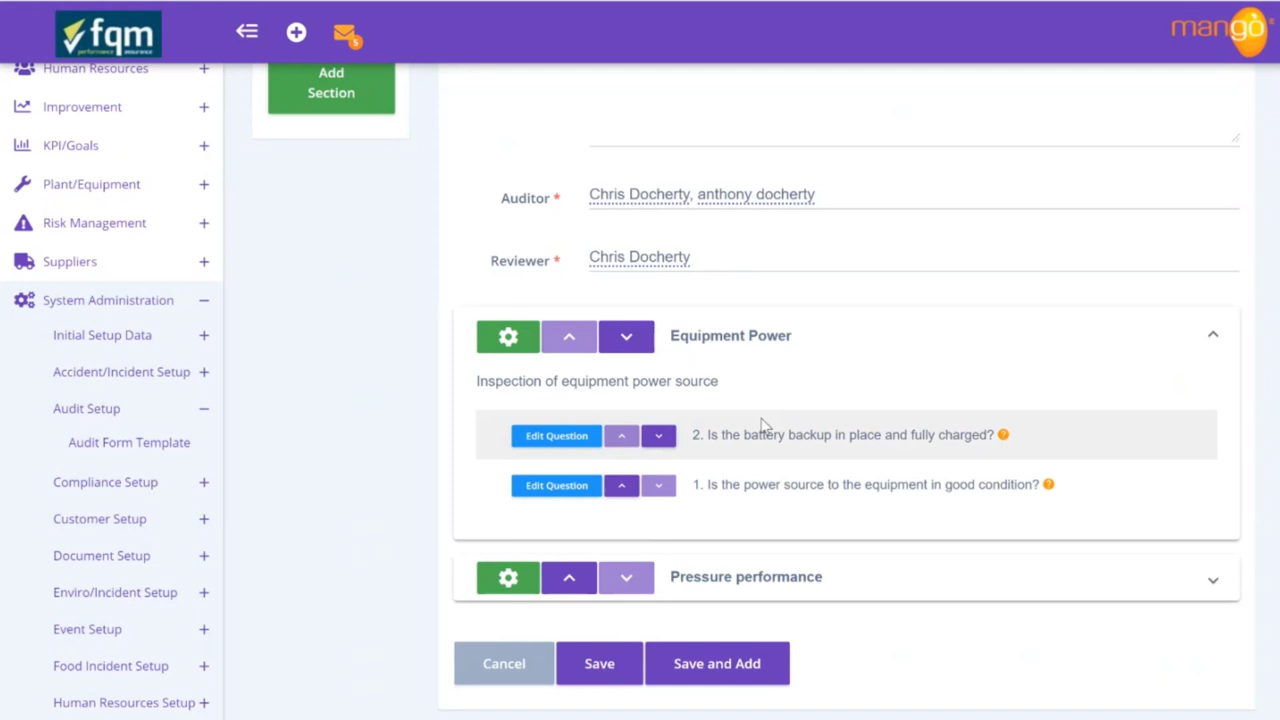 fqm
performance assurance
5
mango
Human Resources +
Improvement +
KPI/Goals +
Plant/Equipment +
Risk Management +
Suppliers +
System Administration −
Initial Setup Data +
Accident/Incident Setup +
Audit Setup −
Audit Form Template
Compliance Setup +
Customer Setup +
Document Setup +
Enviro/Incident Setup +
Event Setup +
Food Incident Setup +
Human Resources Setup +
Add
Section
Auditor * Chris Docherty, anthony docherty
Reviewer * Chris Docherty
Equipment Power
Inspection of equipment power source
Edit Question 2. Is the battery backup in place and fully charged? ?
Edit Question 1. Is the power source to the equipment in good condition? ?
Pressure performance
Cancel Save Save and Add